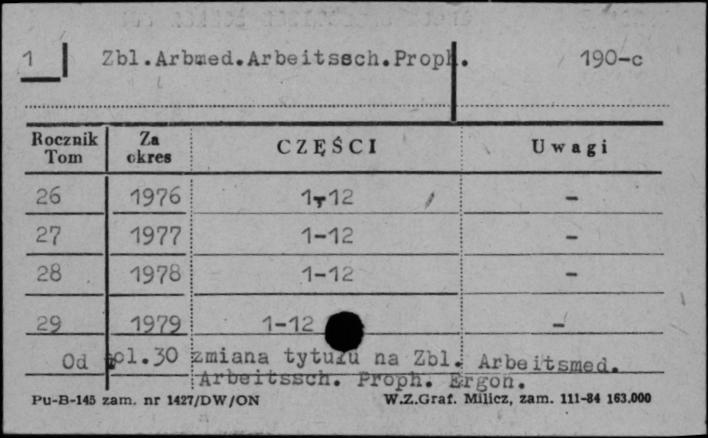 1 Zbl.Arbmed.Arbeitssch.Proph. 190-c
Rocznik Tom Za okres CZĘŚCI Uwagi
26 1976 1-12 -
27 1977 1-12 -
28 1978 1-12 -
29 1979 1-12 -
Od vol.30 zmiana tytułu na Zbl. Arbeitsmed.
Arbeitssch. Proph. Ergon.
Pu-B-145 zam. nr 1427/DW/ON W.Z.Graf. Milicz, zam. 111-84 163.000